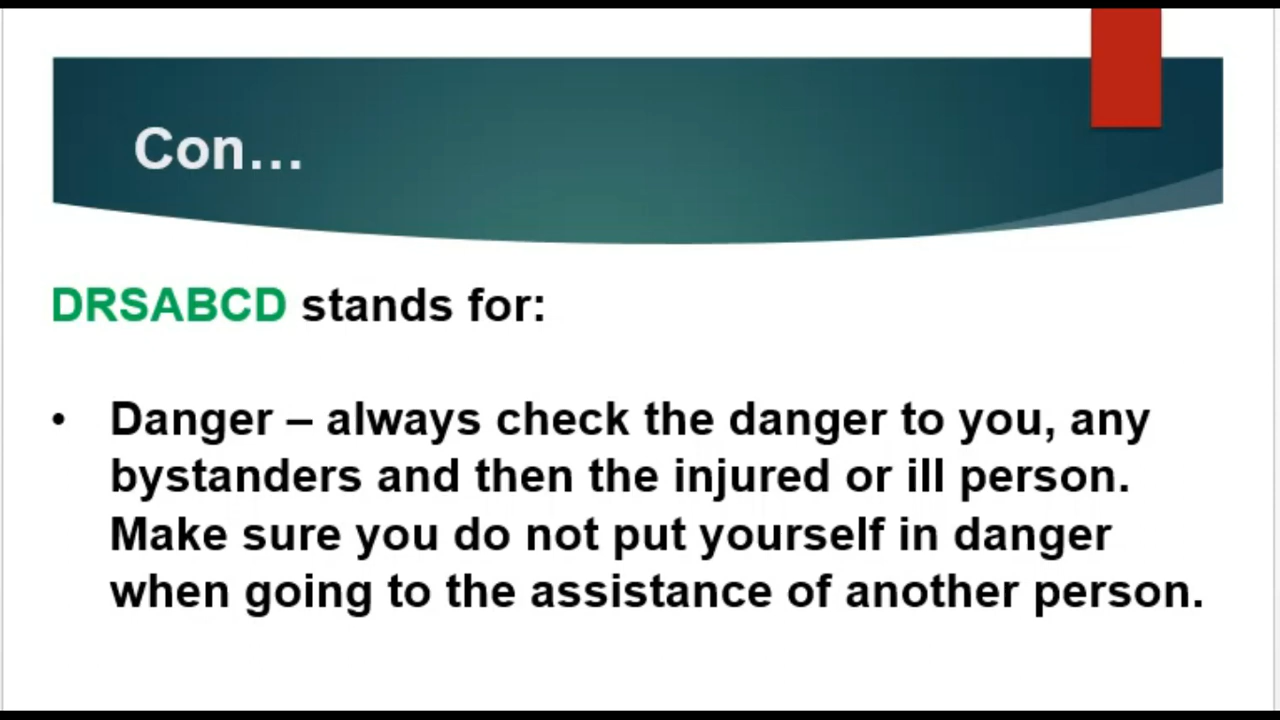 Con...
DRSABCD stands for:
• Danger – always check the danger to you, any
bystanders and then the injured or ill person.
Make sure you do not put yourself in danger
when going to the assistance of another person.